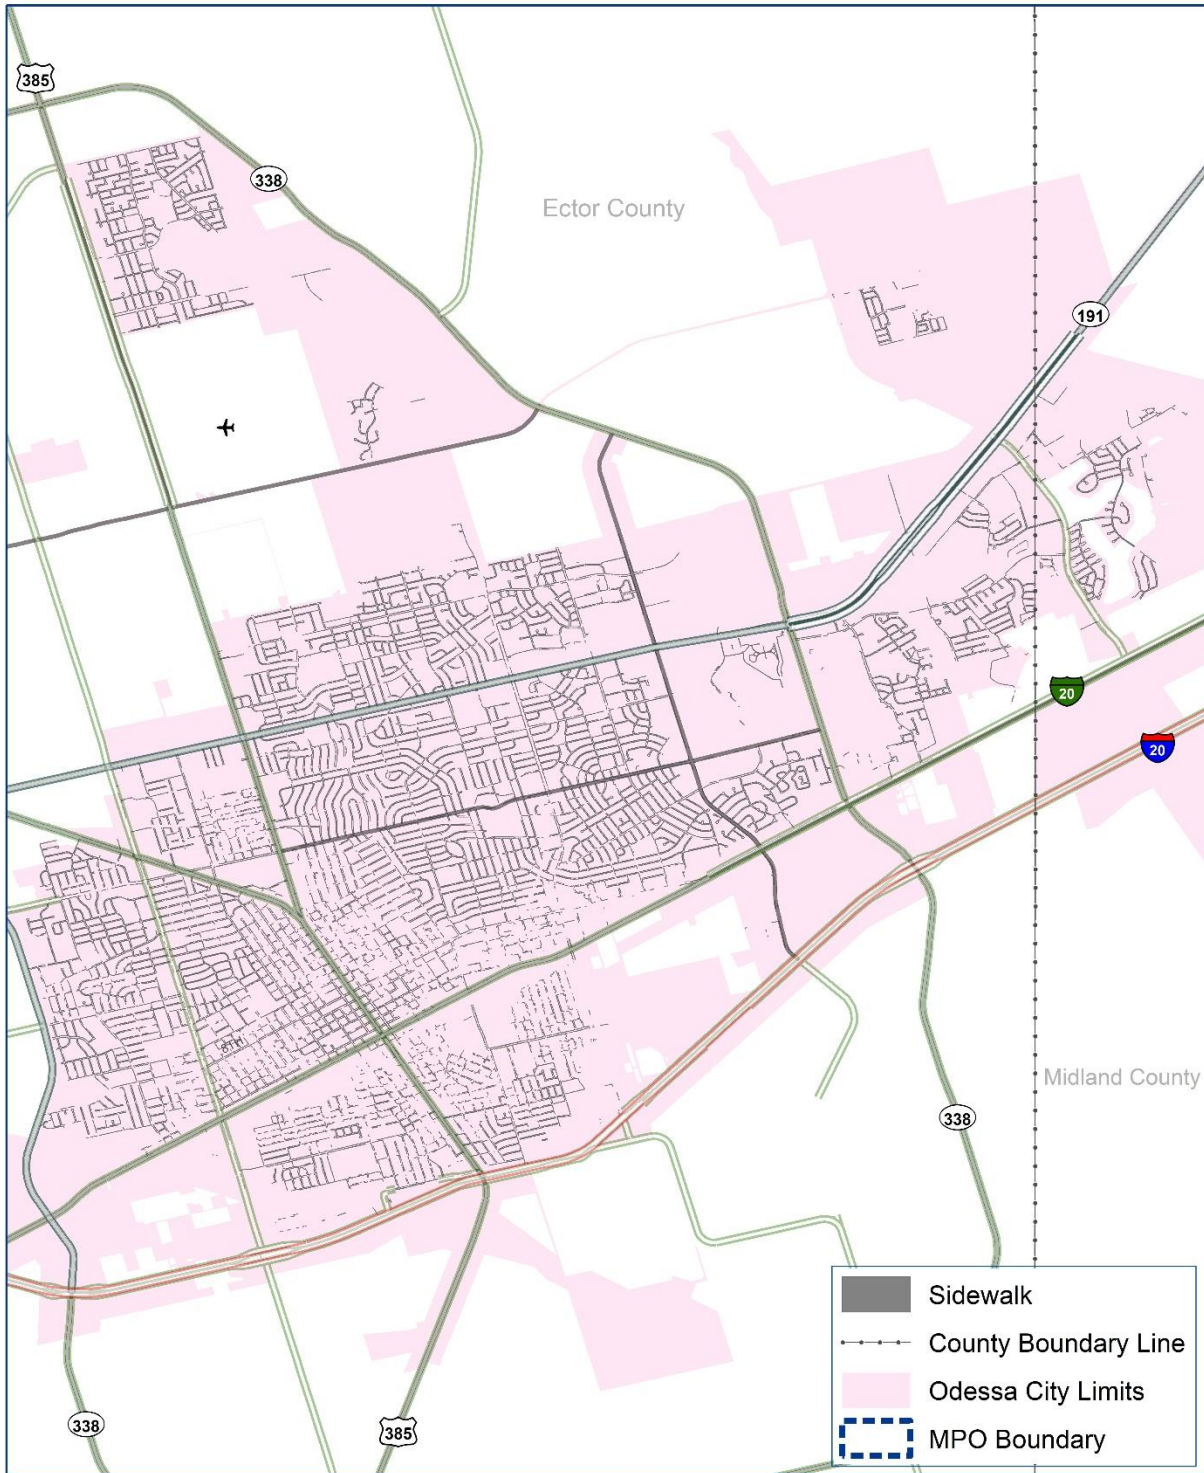 385
338
Ector County
191
20
20
Midland County
338
338
385
Sidewalk
County Boundary Line
Odessa City Limits
MPO Boundary